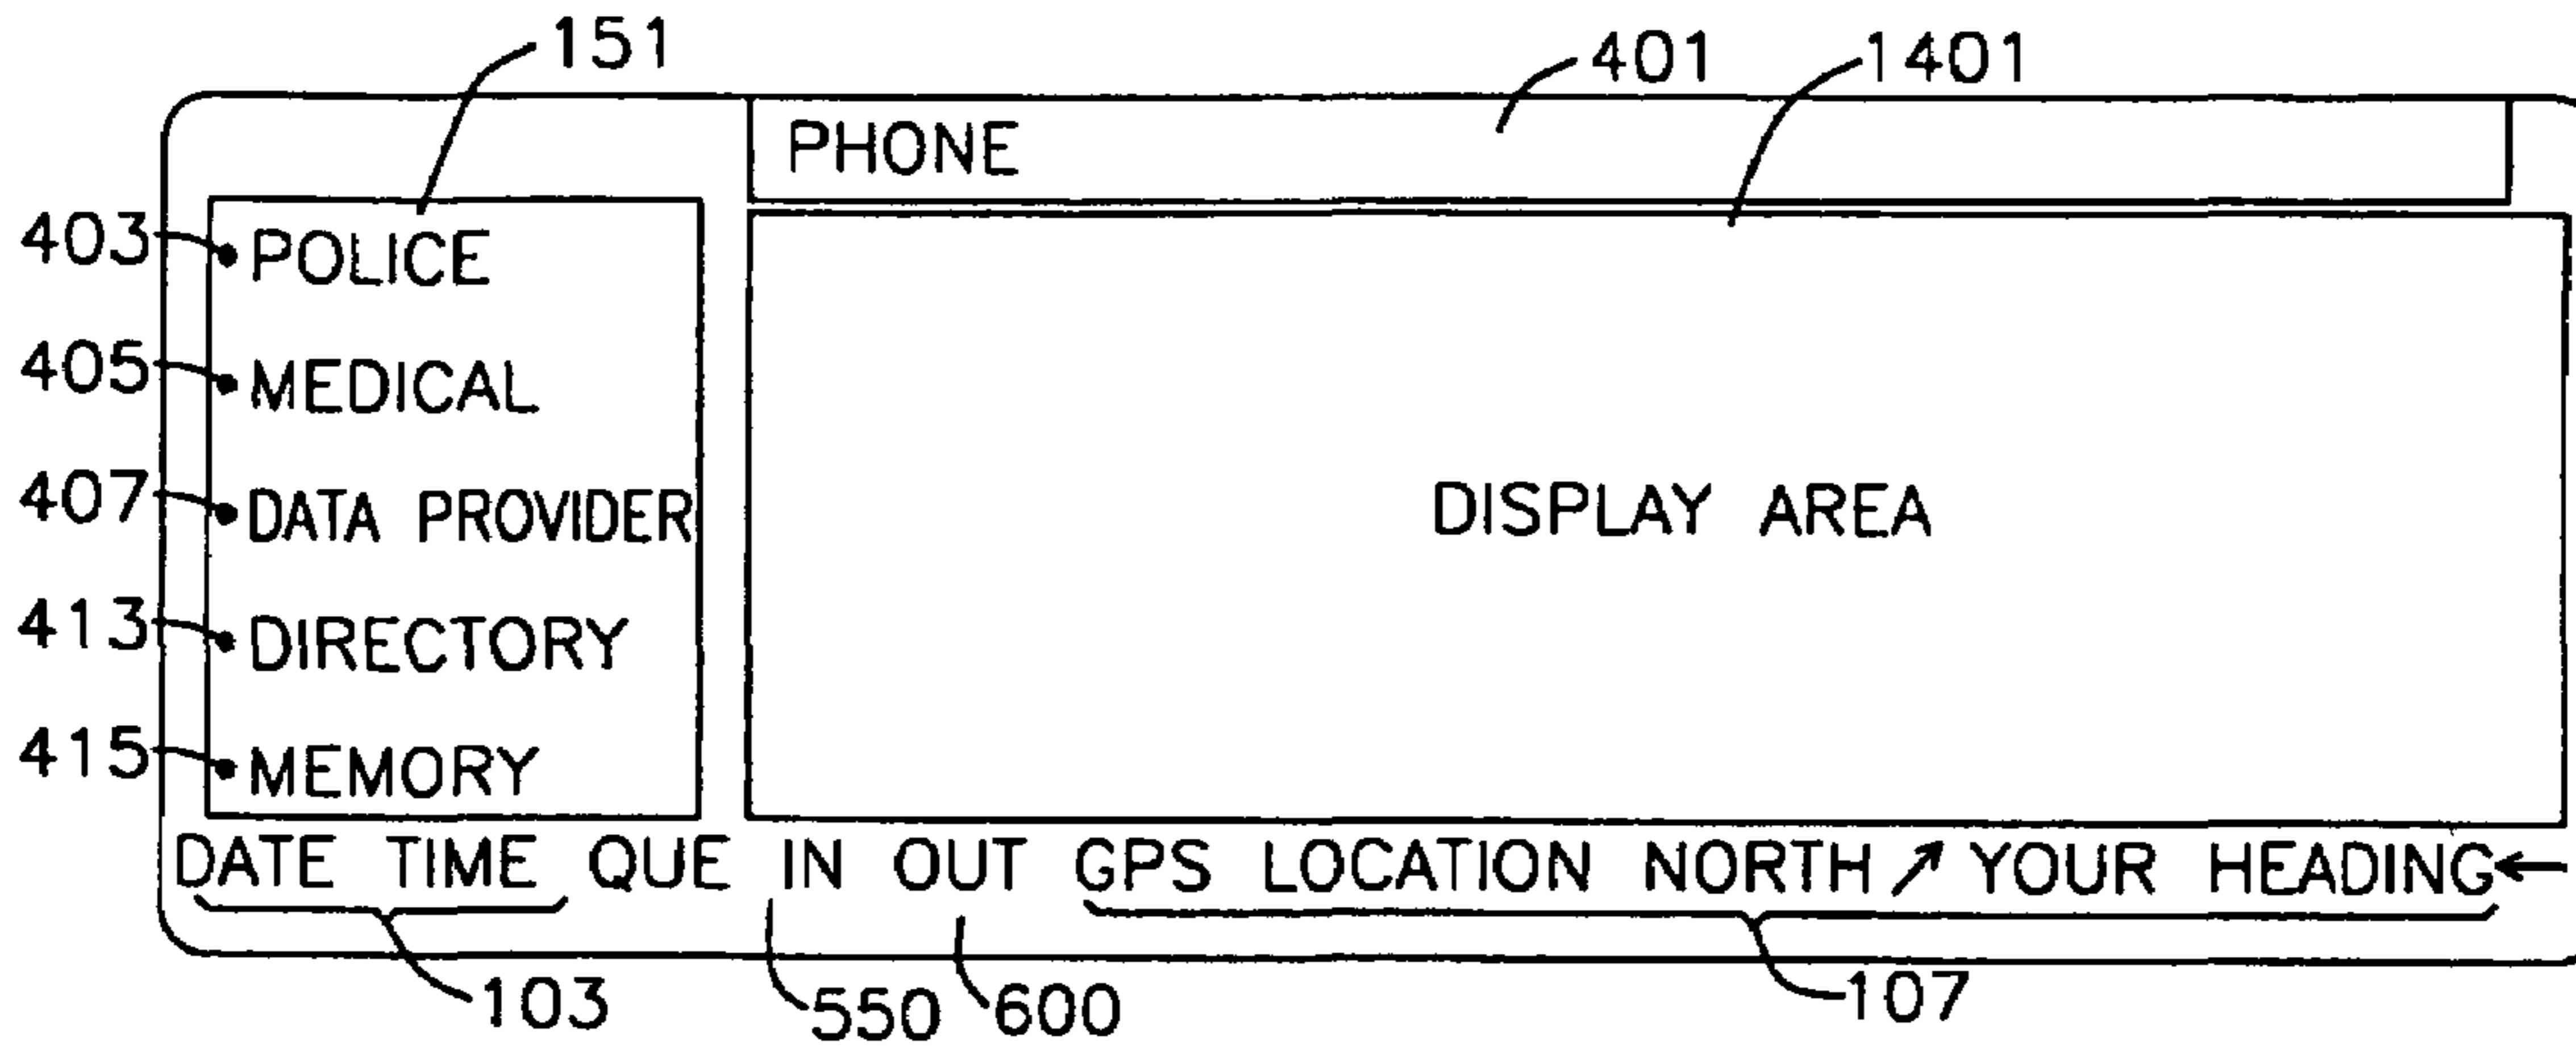 151 401 1401
PHONE
403 POLICE
405 MEDICAL
407 DATA PROVIDER
DISPLAY AREA
413 DIRECTORY
415 MEMORY
DATE TIME QUE IN OUT GPS LOCATION NORTH ↗ YOUR HEADING ←
103 550 600 107